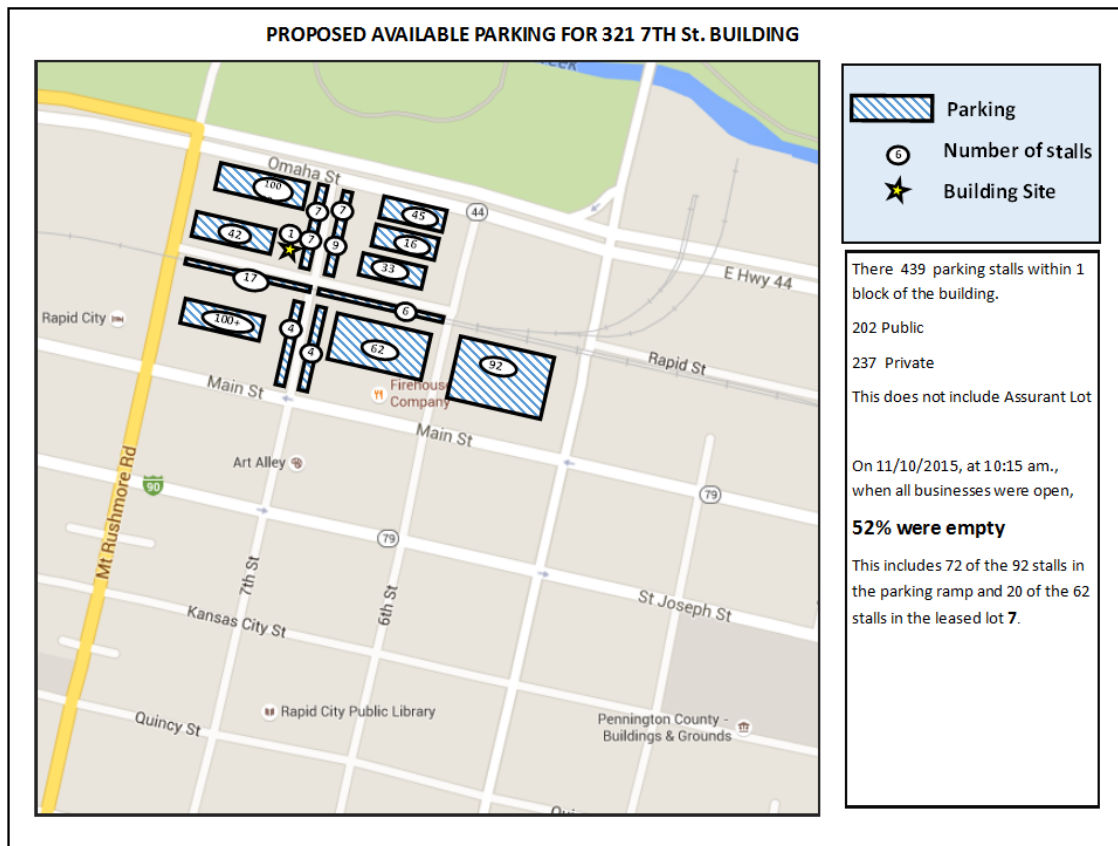 PROPOSED AVAILABLE PARKING FOR 321 7TH St. BUILDING
Parking
6
Number of stalls
Building Site
There 439 parking stalls within 1
block of the building.
202 Public
237 Private
This does not include Assurant Lot
On 11/10/2015, at 10:15 am.,
when all businesses were open,
52% were empty
This includes 72 of the 92 stalls in
the parking ramp and 20 of the 62
stalls in the leased lot 7.
Omaha St
100
7
7
45
44
42
1
7
9
16
33
E Hwy 44
17
6
Rapid City
100+
4
4
62
92
Rapid St
Main St
Firehouse
Company
Main St
Art Alley
90
79
79
Mt Rushmore Rd
7th St
6th St
St Joseph St
Kansas City St
Rapid City Public Library
Pennington County -
Buildings & Grounds
Quincy St